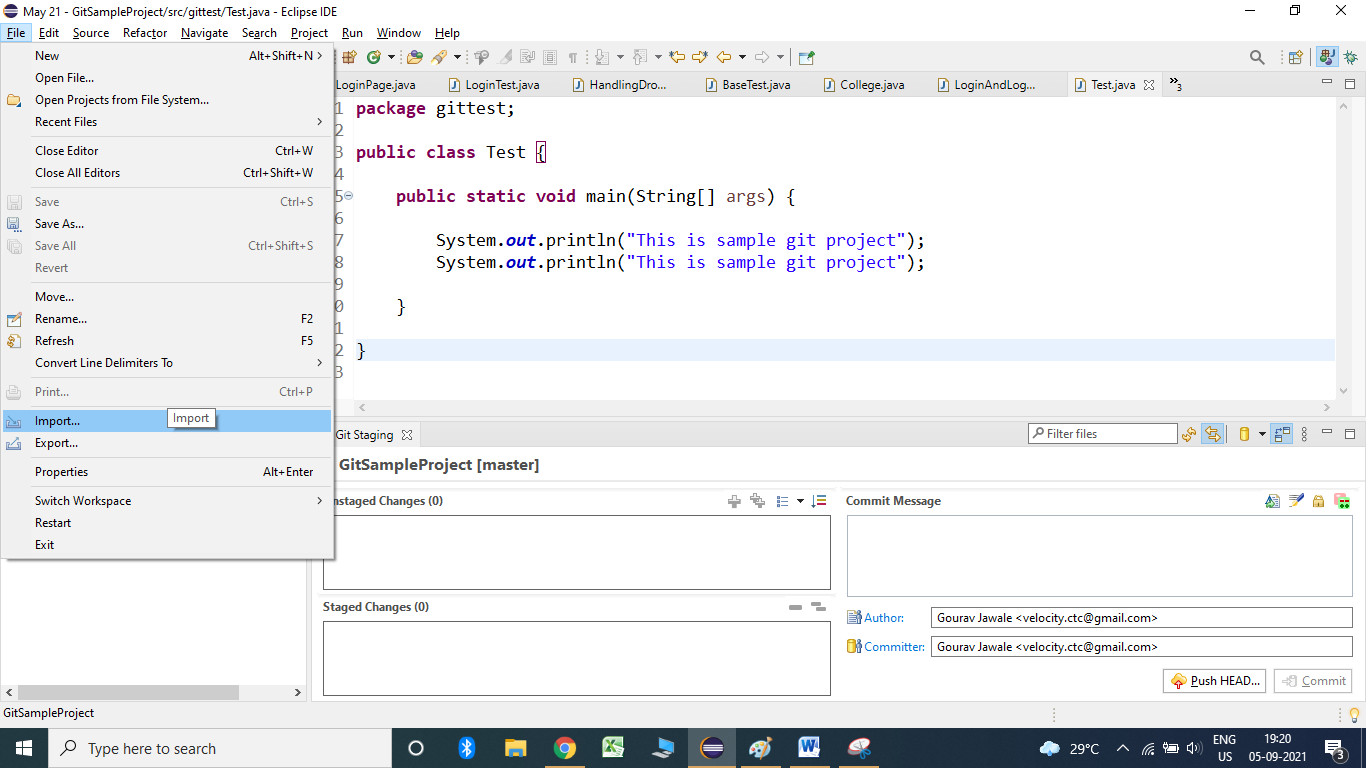 May 21 - GitSampleProject/src/gittest/Test.java - Eclipse IDE
File Edit Source Refactor Navigate Search Project Run Window Help
New Alt+Shift+N
Open File...
Open Projects from File System...
Recent Files
Close Editor Ctrl+W
Close All Editors Ctrl+Shift+W
Save Ctrl+S
Save As...
Save All Ctrl+Shift+S
Revert
Move...
Rename... F2
Refresh F5
Convert Line Delimiters To
Print... Ctrl+P
Import...
Import
Export...
Properties Alt+Enter
Switch Workspace
Restart
Exit
LoginPage.java LoginTest.java HandlingDro... BaseTest.java College.java LoginAndLog... Test.java »3
1 package gittest;
2
3 public class Test {
4
5 public static void main(String[] args) {
6
7 System.out.println("This is sample git project");
8 System.out.println("This is sample git project");
9
0 }
1
2 }
3
Git Staging Filter files
GitSampleProject [master]
nstaged Changes (0)
Staged Changes (0)
Commit Message
Author: Gourav Jawale <velocity.ctc@gmail.com>
Committer: Gourav Jawale <velocity.ctc@gmail.com>
Push HEAD... Commit
GitSampleProject
Type here to search 29°C ENG 19:20
US 05-09-2021 3